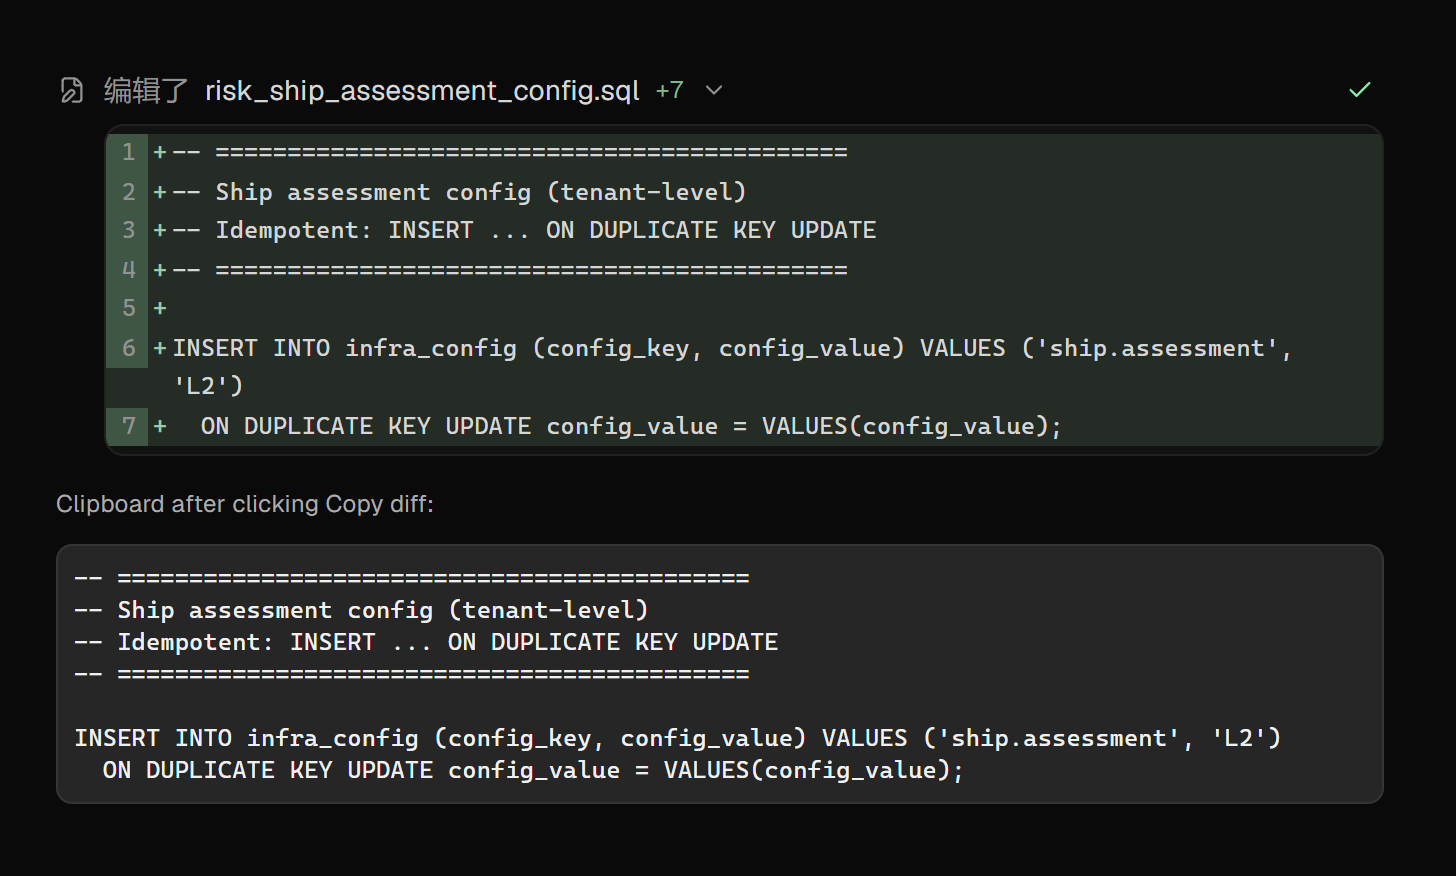 编辑了 risk_ship_assessment_config.sql +7
1 +-- ============================================
2 +-- Ship assessment config (tenant-level)
3 +-- Idempotent: INSERT ... ON DUPLICATE KEY UPDATE
4 +-- ============================================
5 +
6 +INSERT INTO infra_config (config_key, config_value) VALUES ('ship.assessment',
'L2')
7 +  ON DUPLICATE KEY UPDATE config_value = VALUES(config_value);
Clipboard after clicking Copy diff:
-- ============================================
-- Ship assessment config (tenant-level)
-- Idempotent: INSERT ... ON DUPLICATE KEY UPDATE
-- ============================================

INSERT INTO infra_config (config_key, config_value) VALUES ('ship.assessment', 'L2')
  ON DUPLICATE KEY UPDATE config_value = VALUES(config_value);